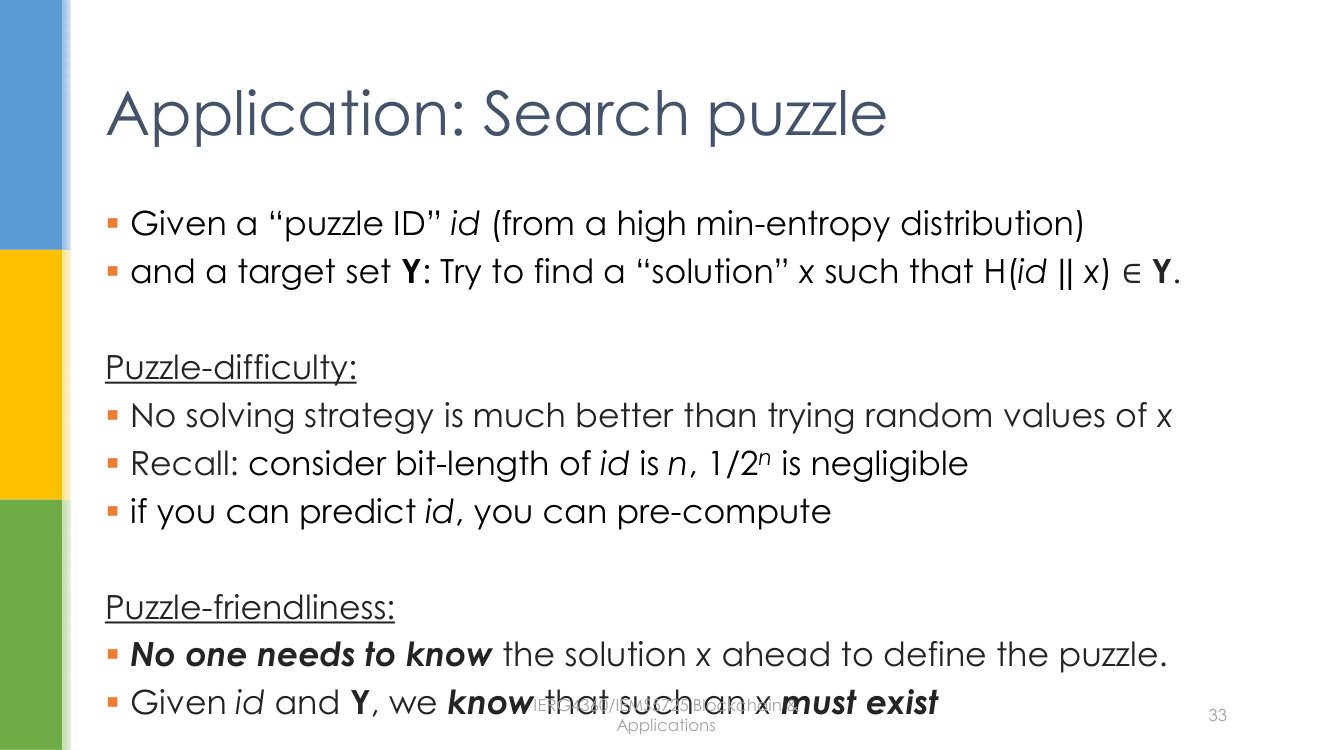 Application: Search puzzle
▪ Given a “puzzle ID” id (from a high min-entropy distribution)
▪ and a target set Y: Try to find a “solution” x such that H(id ǁ x) ∈ Y.
Puzzle-difficulty:
▪ No solving strategy is much better than trying random values of x
▪ Recall: consider bit-length of id is n, 1/2ⁿ is negligible
▪ if you can predict id, you can pre-compute
Puzzle-friendliness:
▪ No one needs to know the solution x ahead to define the puzzle.
▪ Given id and Y, we know that such an x must exist
Blockchain &
Applications
33